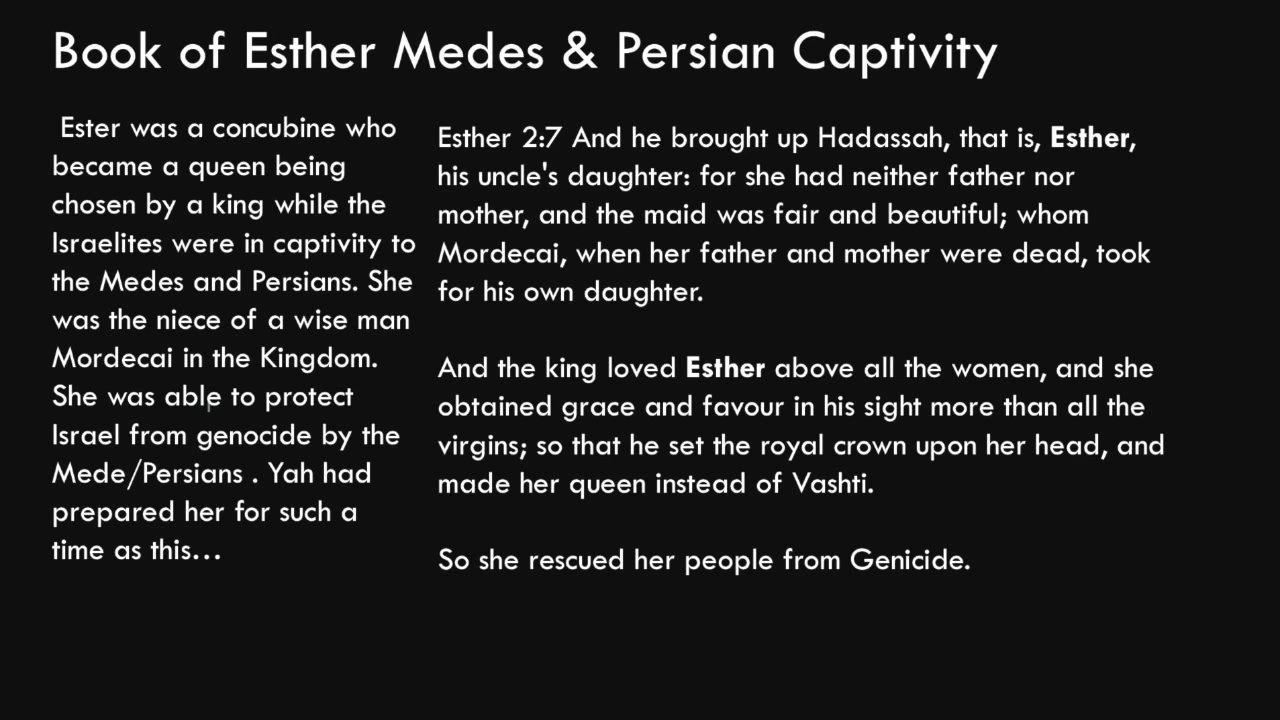 Book of Esther Medes & Persian Captivity
Ester was a concubine who
became a queen being
chosen by a king while the
Israelites were in captivity to
the Medes and Persians. She
was the niece of a wise man
Mordecai in the Kingdom.
She was able to protect
Israel from genocide by the
Mede/Persians . Yah had
prepared her for such a
time as this...
Esther 2:7 And he brought up Hadassah, that is, Esther,
his uncle's daughter: for she had neither father nor
mother, and the maid was fair and beautiful; whom
Mordecai, when her father and mother were dead, took
for his own daughter.
And the king loved Esther above all the women, and she
obtained grace and favour in his sight more than all the
virgins; so that he set the royal crown upon her head, and
made her queen instead of Vashti.
So she rescued her people from Genicide.